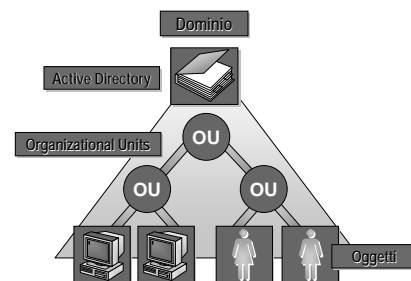 Dominio
Active Directory
Organizational Units
OU
OU
OU
Oggetti